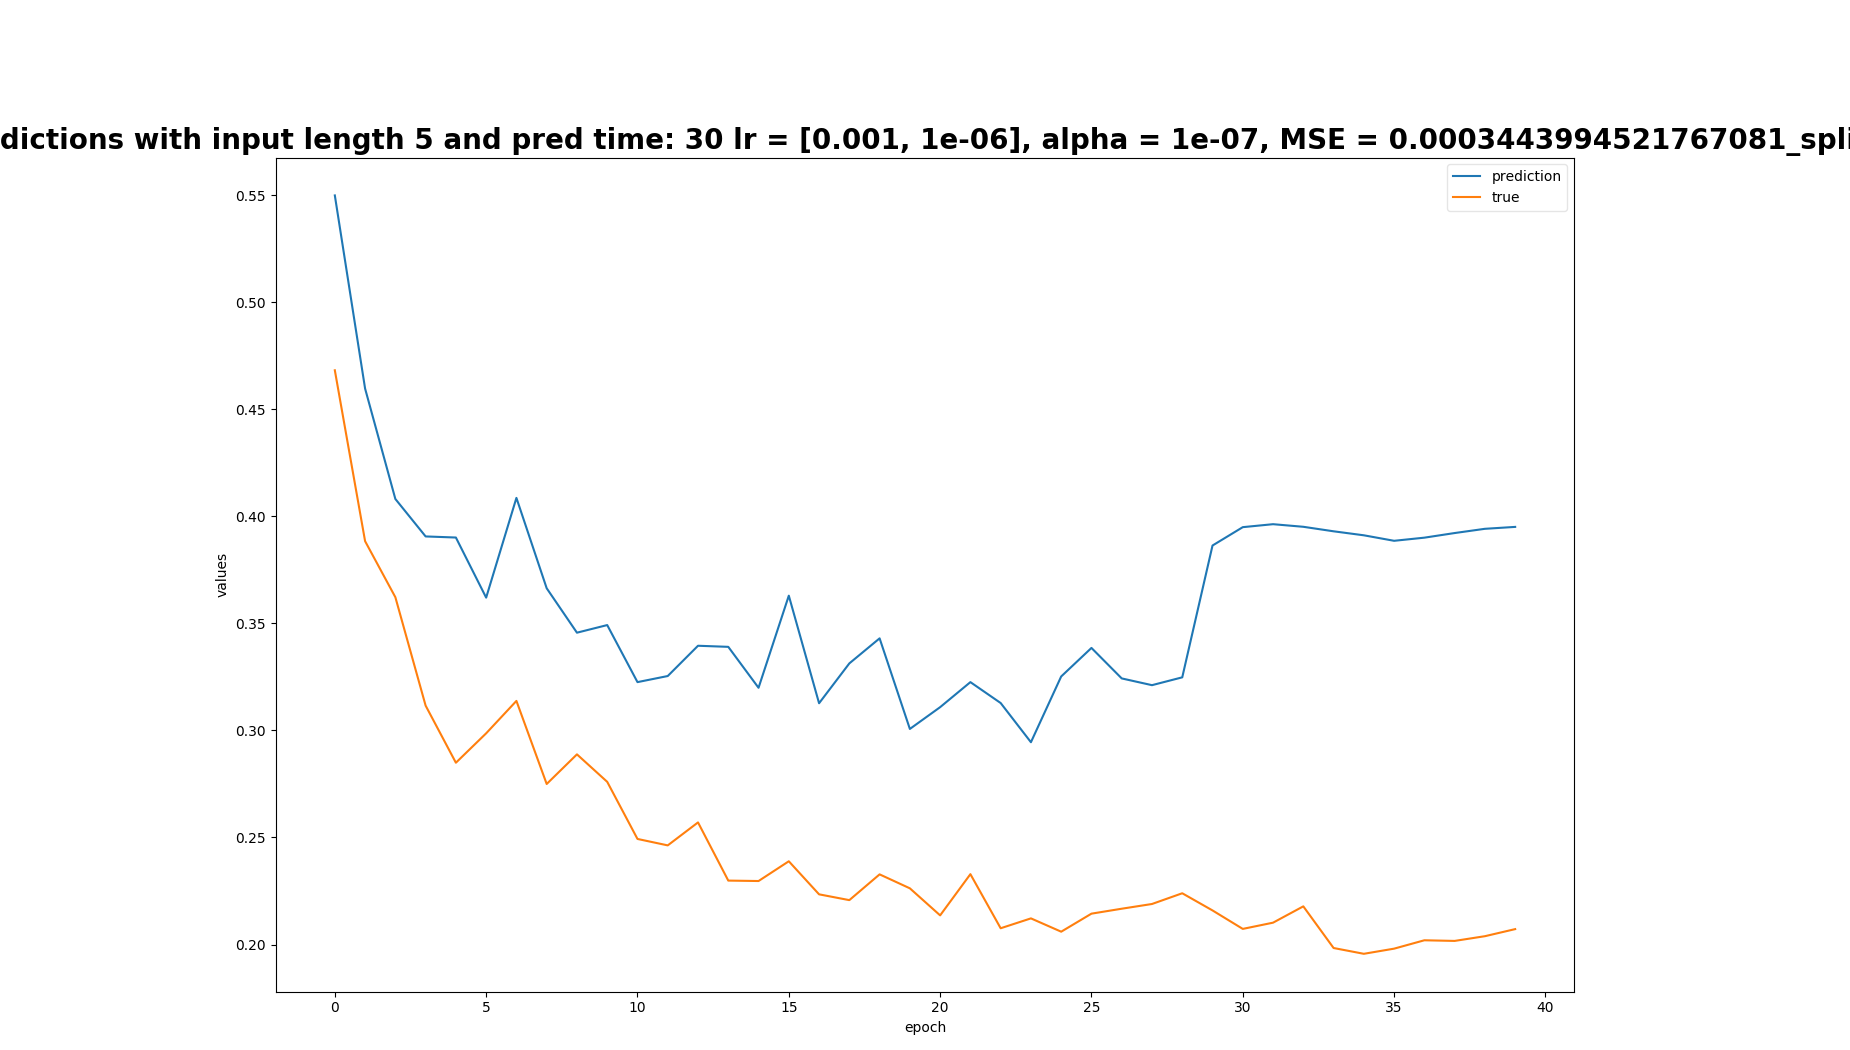 dictions with input length 5 and pred time: 30 lr = [0.001, 1e-06], alpha = 1e-07, MSE = 0.0003443994521767081_spli
prediction
true
0.55
0.50
0.45
0.40
0.35
0.30
0.25
0.20
values
0 5 10 15 20 25 30 35 40
epoch